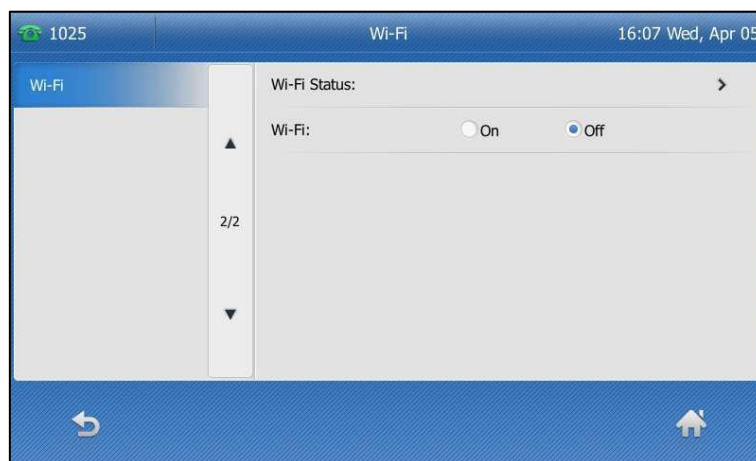 1025 Wi-Fi 16:07 Wed, Apr 05
Wi-Fi
Wi-Fi Status:
Wi-Fi: On Off
2/2